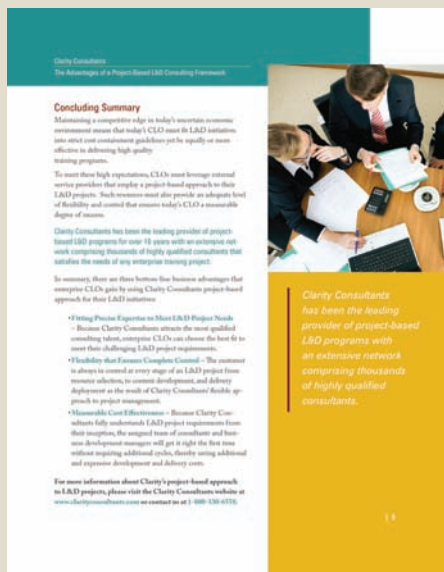 Clarity Consultants
The Advantages of a Project-Based L&D Consulting Framework
Concluding Summary
Maintaining a competitive edge in today's uncertain economic
environment means that today's CLO must fit L&D initiatives
into strict cost containment guidelines yet be equally or more
effective in delivering high quality
training programs.
To meet these high expectations, CLOs must leverage external
service providers that employ a project-based approach to their
L&D projects. Such resources must also provide an adequate level
of flexibility and control that ensures today's CLO a measurable
degree of success.
Clarity Consultants has been the leading provider of project-
based L&D programs for over 16 years with an extensive net-
work comprising thousands of highly qualified consultants that
satisfies the needs of any enterprise training project.
In summary, there are three bottom line business advantages that
enterprise CLOs gain by using Clarity Consultants project-based
approach for their L&D initiatives:
•Fitting Precise Expertise to Meet L&D Project Needs
– Because Clarity Consultants attracts the most qualified
consulting talent, enterprise CLOs can choose the best fit to
meet their challenging L&D project requirements.
•Flexibility that Ensures Complete Control – The customer
is always in control at every stage of an L&D project from
resource selection, to content development, and delivery
deployment as the result of Clarity Consultants' flexible ap-
proach to project management.
•Measurable Cost Effectiveness – Because Clarity Con-
sultants fully understands L&D project requirements from
their inception, the assigned team of consultants and busi-
ness development managers will get it right the first time
without requiring additional cycles, thereby saving additional
and expensive development and delivery costs.
For more information about Clarity's project-based approach
to L&D projects, please visit the Clarity Consultants website at
www.clarityconsultants.com or contact us at
Clarity Consultants
has been the leading
provider of project-based
L&D programs with
an extensive network
comprising thousands
of highly qualified
consultants.